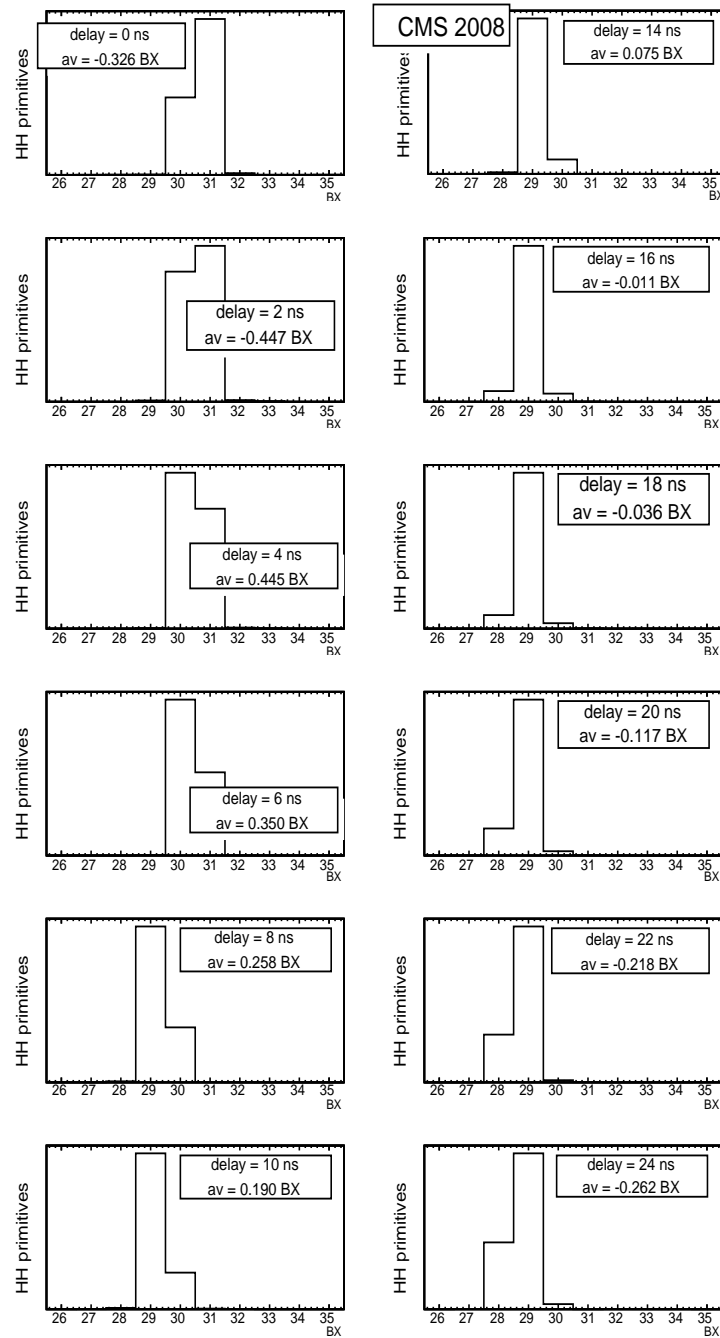 CMS 2008
HH primitives
delay = 0 ns
av = -0.326 BX
26 27 28 29 30 31 32 33 34 35
BX
HH primitives
delay = 14 ns
av = 0.075 BX
26 27 28 29 30 31 32 33 34 35
BX
HH primitives
delay = 2 ns
av = -0.447 BX
26 27 28 29 30 31 32 33 34 35
BX
HH primitives
delay = 16 ns
av = -0.011 BX
26 27 28 29 30 31 32 33 34 35
BX
HH primitives
delay = 4 ns
av = 0.445 BX
26 27 28 29 30 31 32 33 34 35
BX
HH primitives
delay = 18 ns
av = -0.036 BX
26 27 28 29 30 31 32 33 34 35
BX
HH primitives
delay = 6 ns
av = 0.350 BX
26 27 28 29 30 31 32 33 34 35
BX
HH primitives
delay = 20 ns
av = -0.117 BX
26 27 28 29 30 31 32 33 34 35
BX
HH primitives
delay = 8 ns
av = 0.258 BX
26 27 28 29 30 31 32 33 34 35
BX
HH primitives
delay = 22 ns
av = -0.218 BX
26 27 28 29 30 31 32 33 34 35
BX
HH primitives
delay = 10 ns
av = 0.190 BX
26 27 28 29 30 31 32 33 34 35
BX
HH primitives
delay = 24 ns
av = -0.262 BX
26 27 28 29 30 31 32 33 34 35
BX